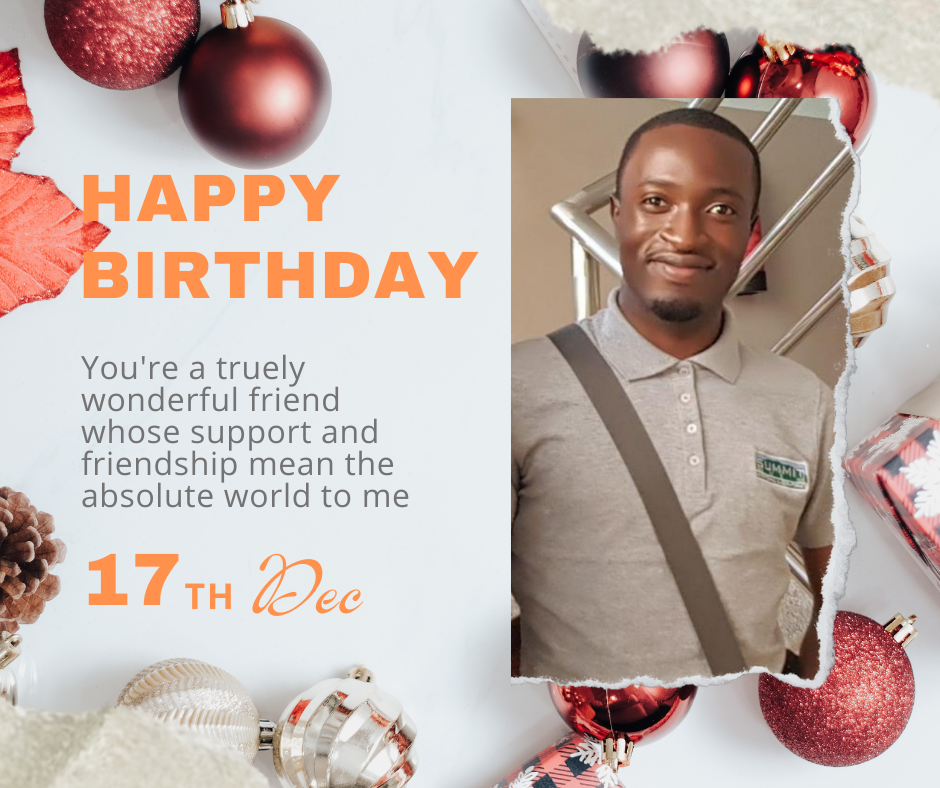 HAPPY
BIRTHDAY
You're a truely
wonderful friend
whose support and
friendship mean the
absolute world to me
17TH Dec
SUMMIT